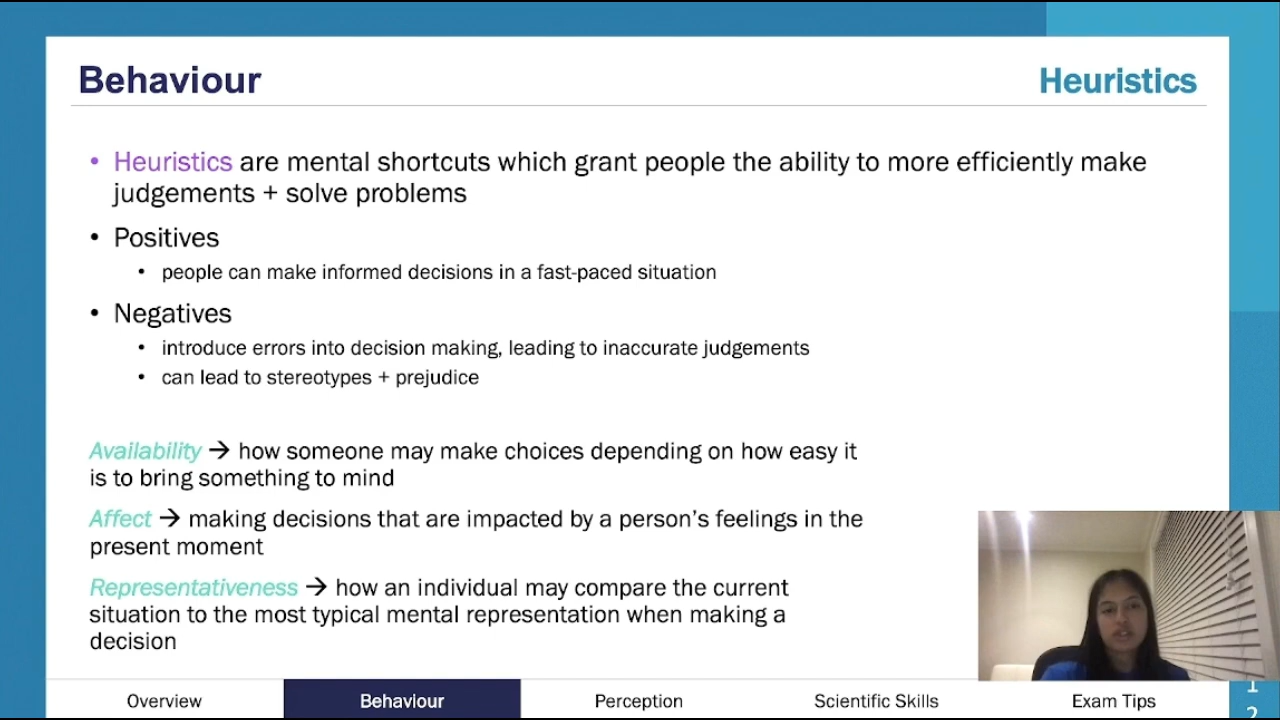 Behaviour
Heuristics
• Heuristics are mental shortcuts which grant people the ability to more efficiently make
judgements + solve problems
• Positives
• people can make informed decisions in a fast-paced situation
• Negatives
• introduce errors into decision making, leading to inaccurate judgements
• can lead to stereotypes + prejudice
Availability → how someone may make choices depending on how easy it
is to bring something to mind
Affect → making decisions that are impacted by a person's feelings in the
present moment
Representativeness → how an individual may compare the current
situation to the most typical mental representation when making a
decision
Overview
Behaviour
Perception
Scientific Skills
Exam Tips
1
2